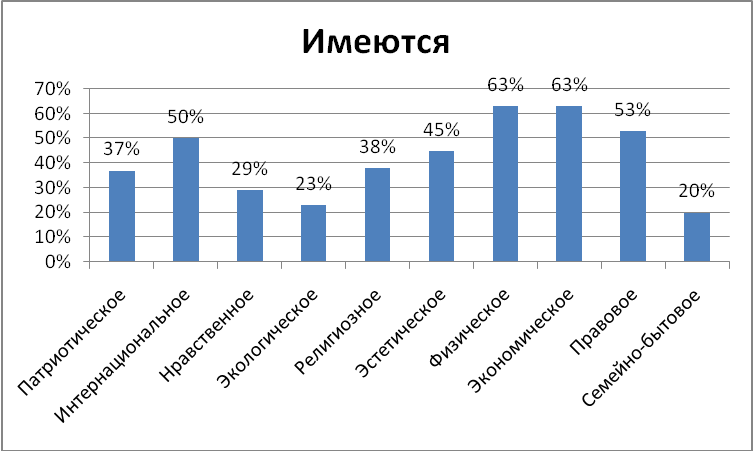 Имеются
70%
60%
50%
40%
30%
20%
10%
0%
37%
50%
29%
23%
38%
45%
63%
63%
53%
20%
Патриотическое
Интернациональное
Нравственное
Экологическое
Религиозное
Эстетическое
Физическое
Экономическое
Правовое
Семейно-бытовое